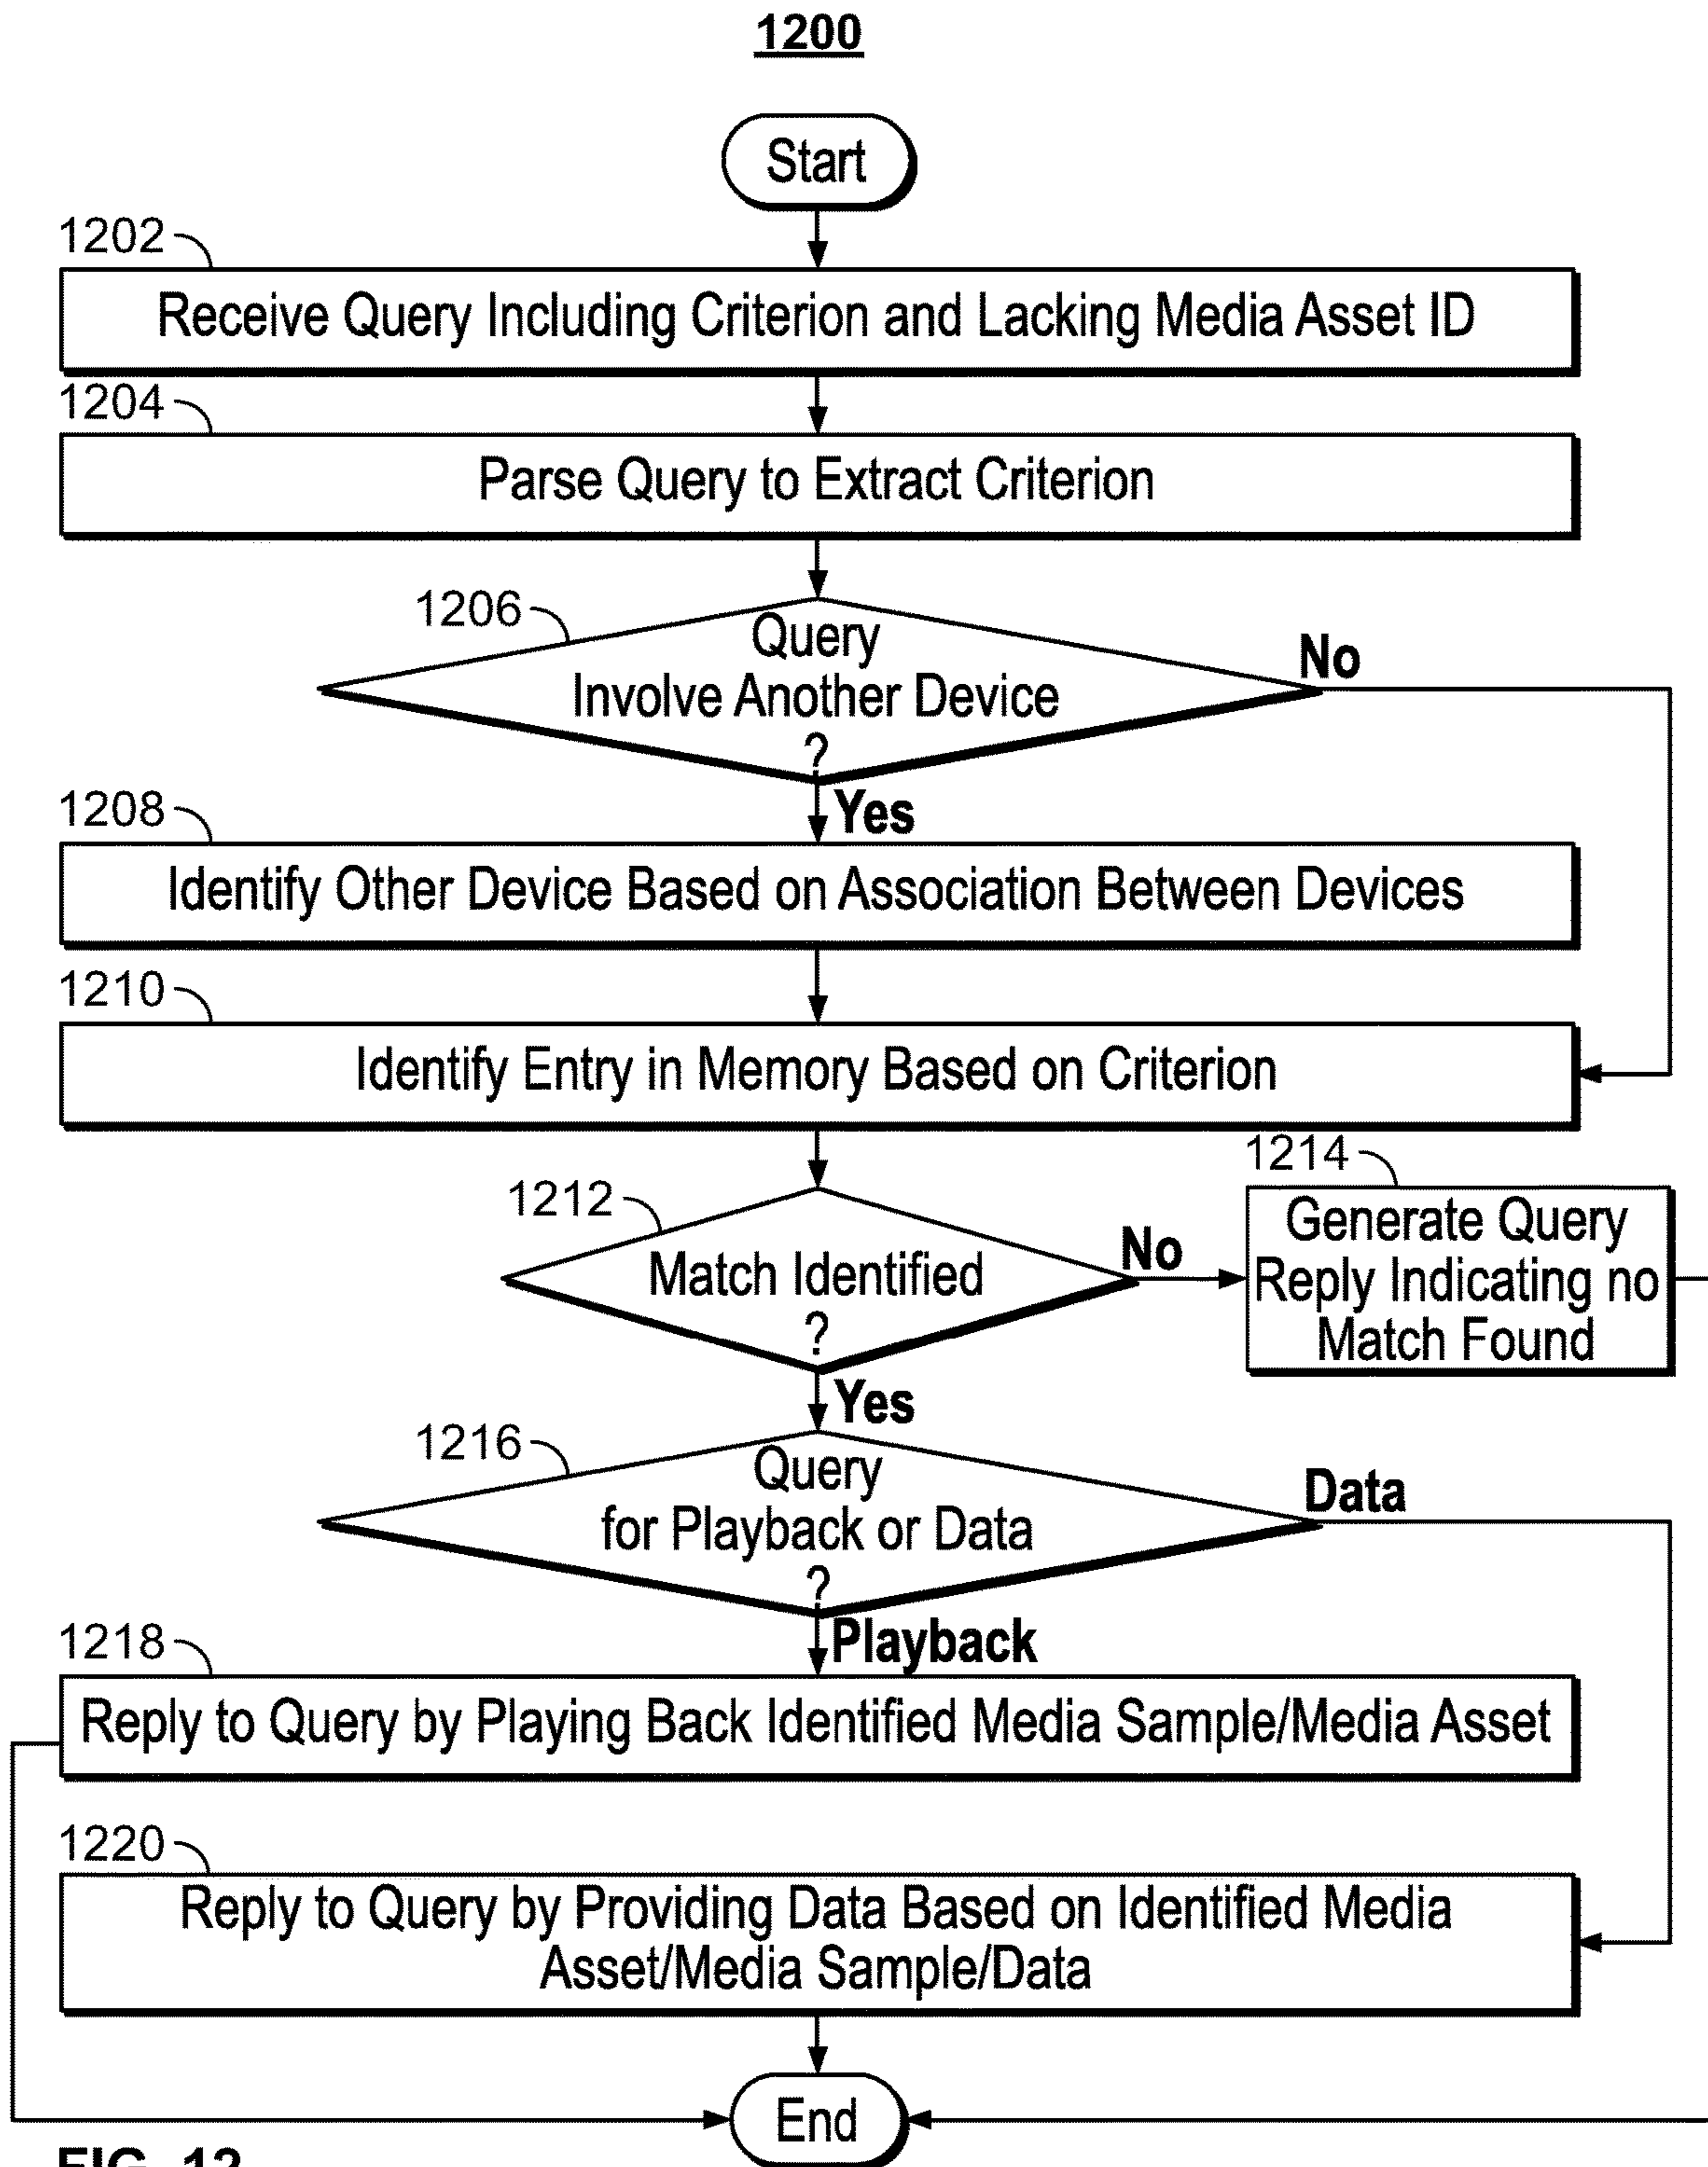 1200
Start
1202
Receive Query Including Criterion and Lacking Media Asset ID
1204
Parse Query to Extract Criterion
1206
Query
Involve Another Device
?
No
Yes
1208
Identify Other Device Based on Association Between Devices
1210
Identify Entry in Memory Based on Criterion
1212
Match Identified
?
No
1214
Generate Query
Reply Indicating no
Match Found
Yes
1216
Query
for Playback or Data
?
Data
Playback
1218
Reply to Query by Playing Back Identified Media Sample/Media Asset
1220
Reply to Query by Providing Data Based on Identified Media
Asset/Media Sample/Data
End
FIG. 12